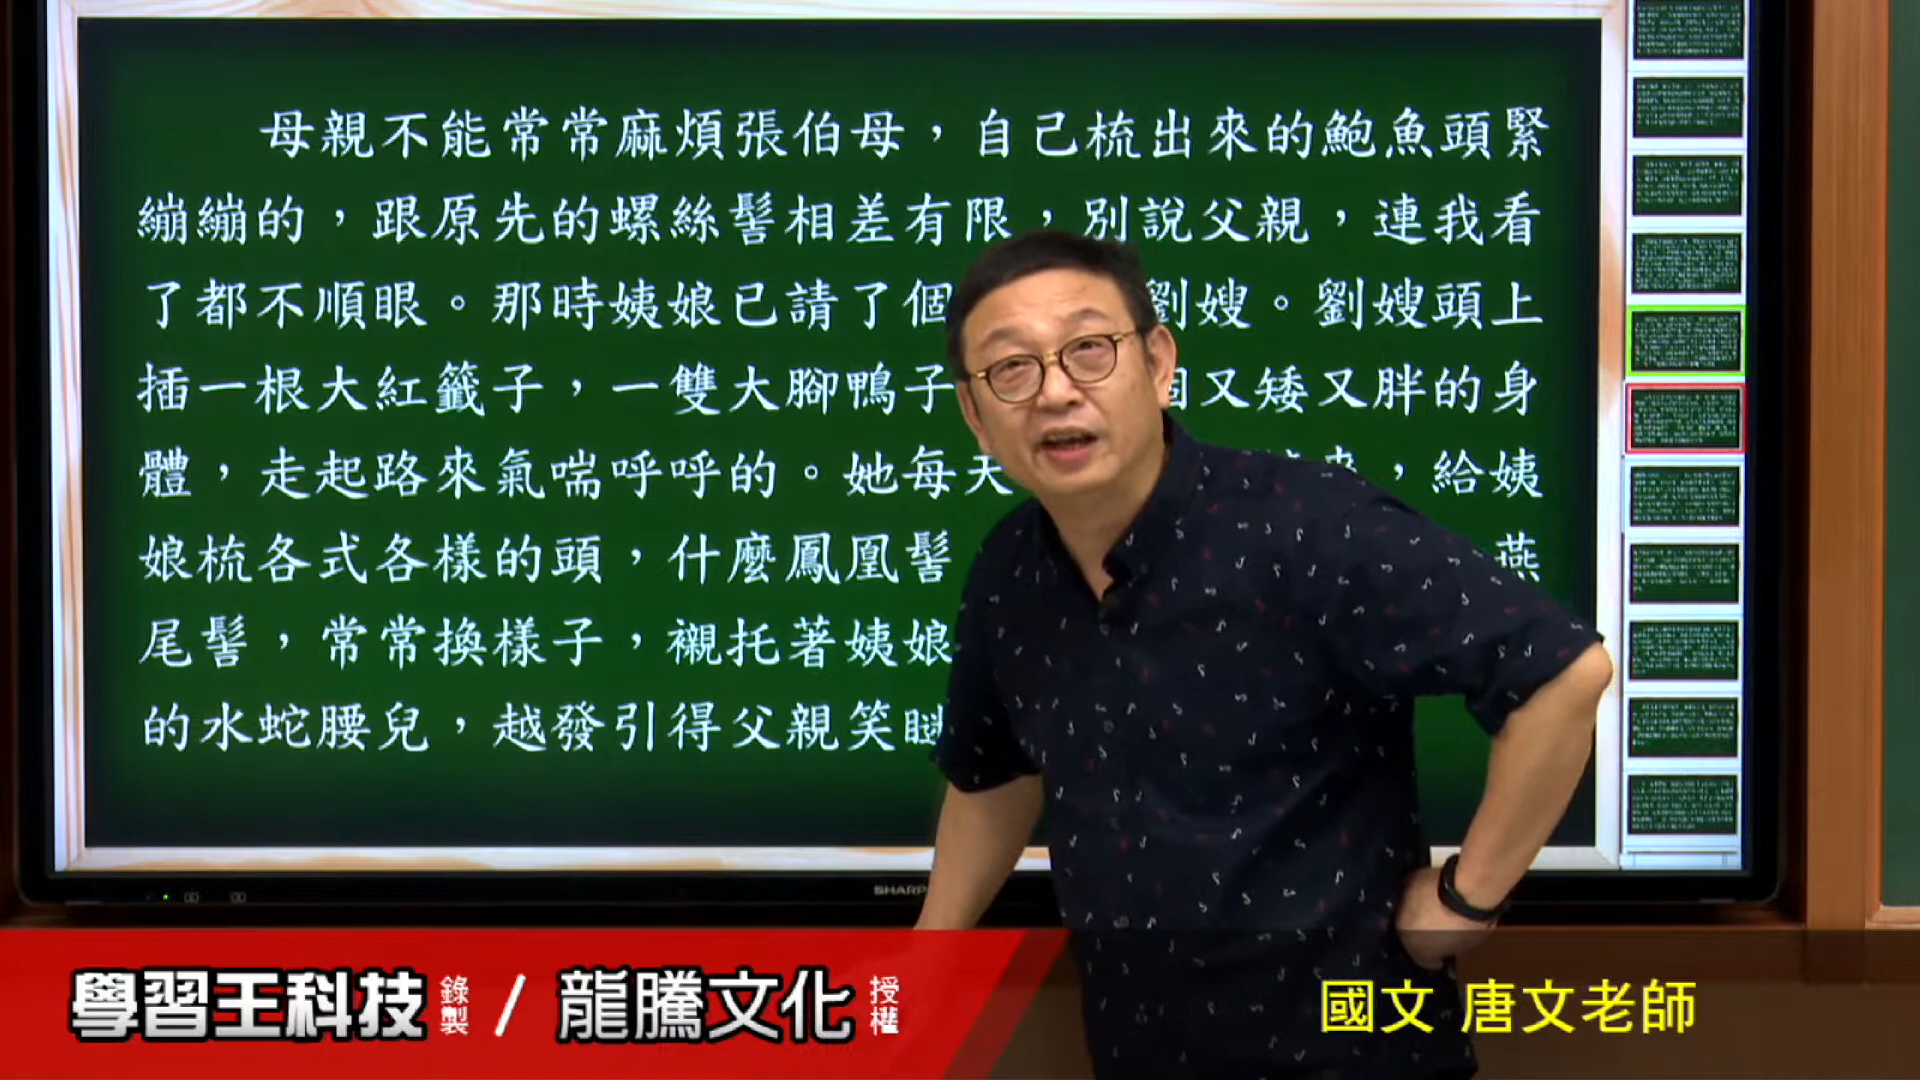 母親不能常常麻煩張伯母，自己梳出來的鮑魚頭緊
繃繃的，跟原先的螺絲髻相差有限，別說父親，連我看
了都不順眼。那時姨娘已請了個劉嫂。劉嫂頭上
插一根大紅籤子，一雙大腳鴨子個又矮又胖的身
體，走起路來氣喘呼呼的。她每天來，給姨
娘梳各式各樣的頭，什麼鳳凰髻燕
尾髻，常常換樣子，襯托著姨娘
的水蛇腰兒，越發引得父親笑瞇
SHARP
學習王科技 錄製 / 龍騰文化 授權
國文 唐文老師